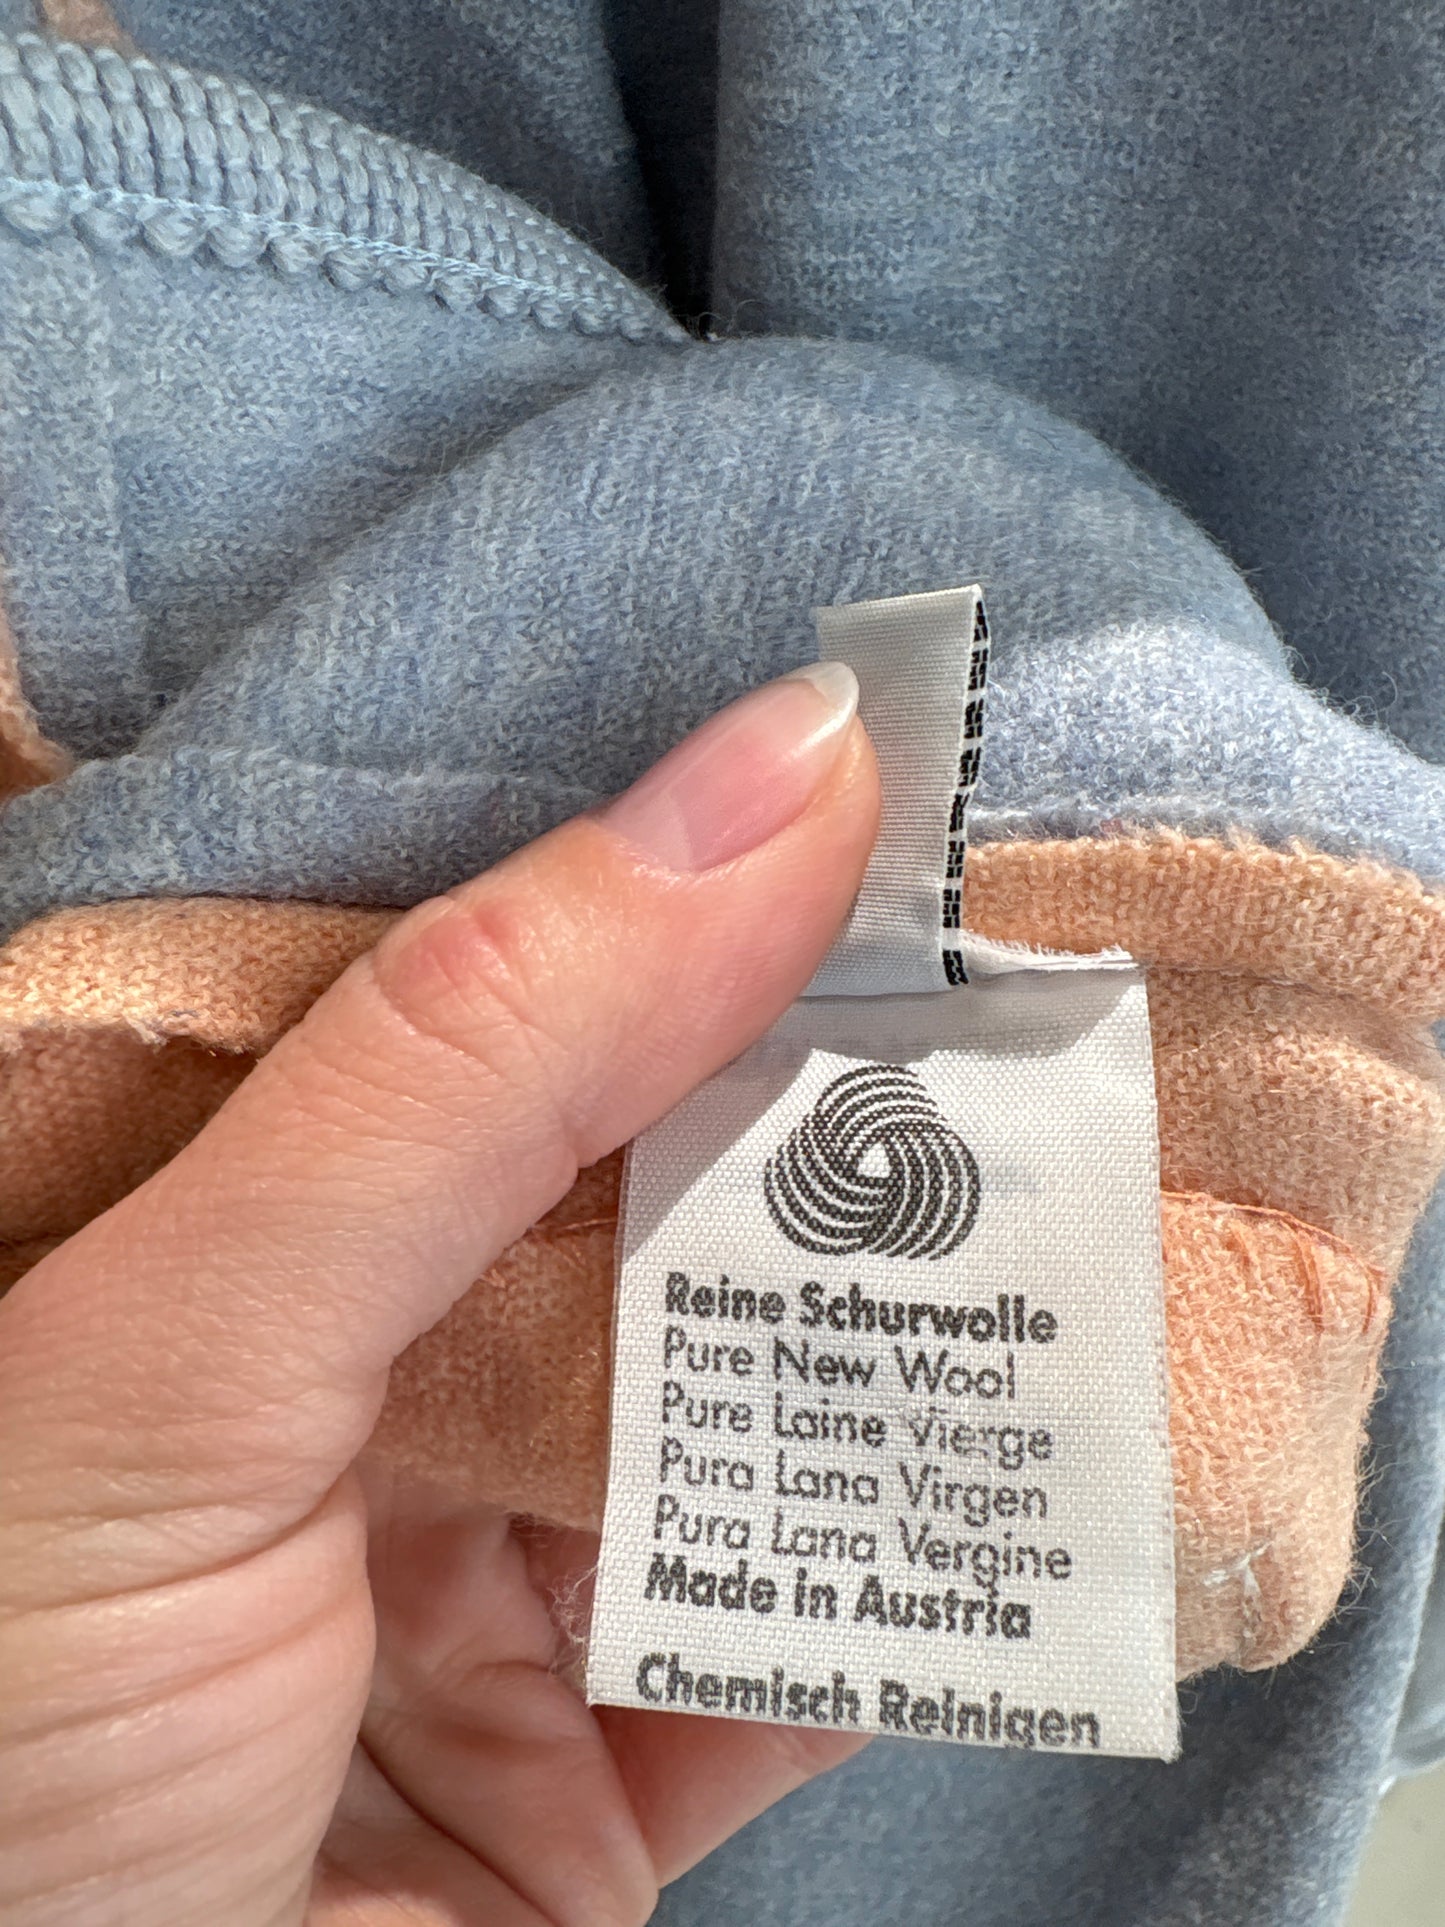 Reine Schurwolle
Pure New Wool
Pure Laine Vierge
Pura Lana Virgen
Pura Lana Vergine
Made in Austria
Chemisch Reinigen